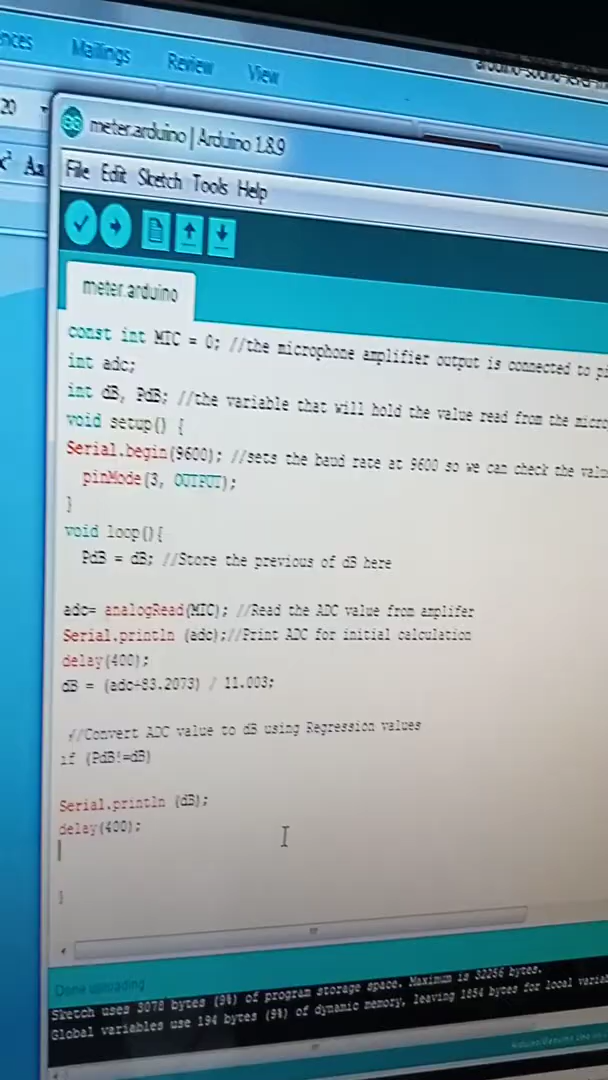 Mailings Review View
20
Aa
meter.arduino | Arduino 1.8.9
File Edit Sketch Tools Help
meter.arduino
const int MIC = 0; //the microphone amplifier output is connected to
int adc;
int dB, PdB; //the variable that will hold the value read from the
void setup() {
Serial.begin(9600); //sets the baud rate at 9600 so we can check the
pinMode(3, OUTPUT);
}
void loop(){
PdB = dB; //Store the previous of dB here
adc= analogRead(MIC); //Read the ADC value from amplifer
Serial.println (adc);//Print ADC for initial calculation
delay(400);
dB = (adc+83.2073) / 11.003;
//Convert ADC value to dB using Regression values
if (PdB!=dB)
Serial.println (dB);
delay(400);
}
Done uploading
Sketch uses 3078 bytes (9%) of program storage space. Maximum is 32256 bytes.
Global variables use 194 bytes (9%) of dynamic memory, leaving 1854 bytes for local